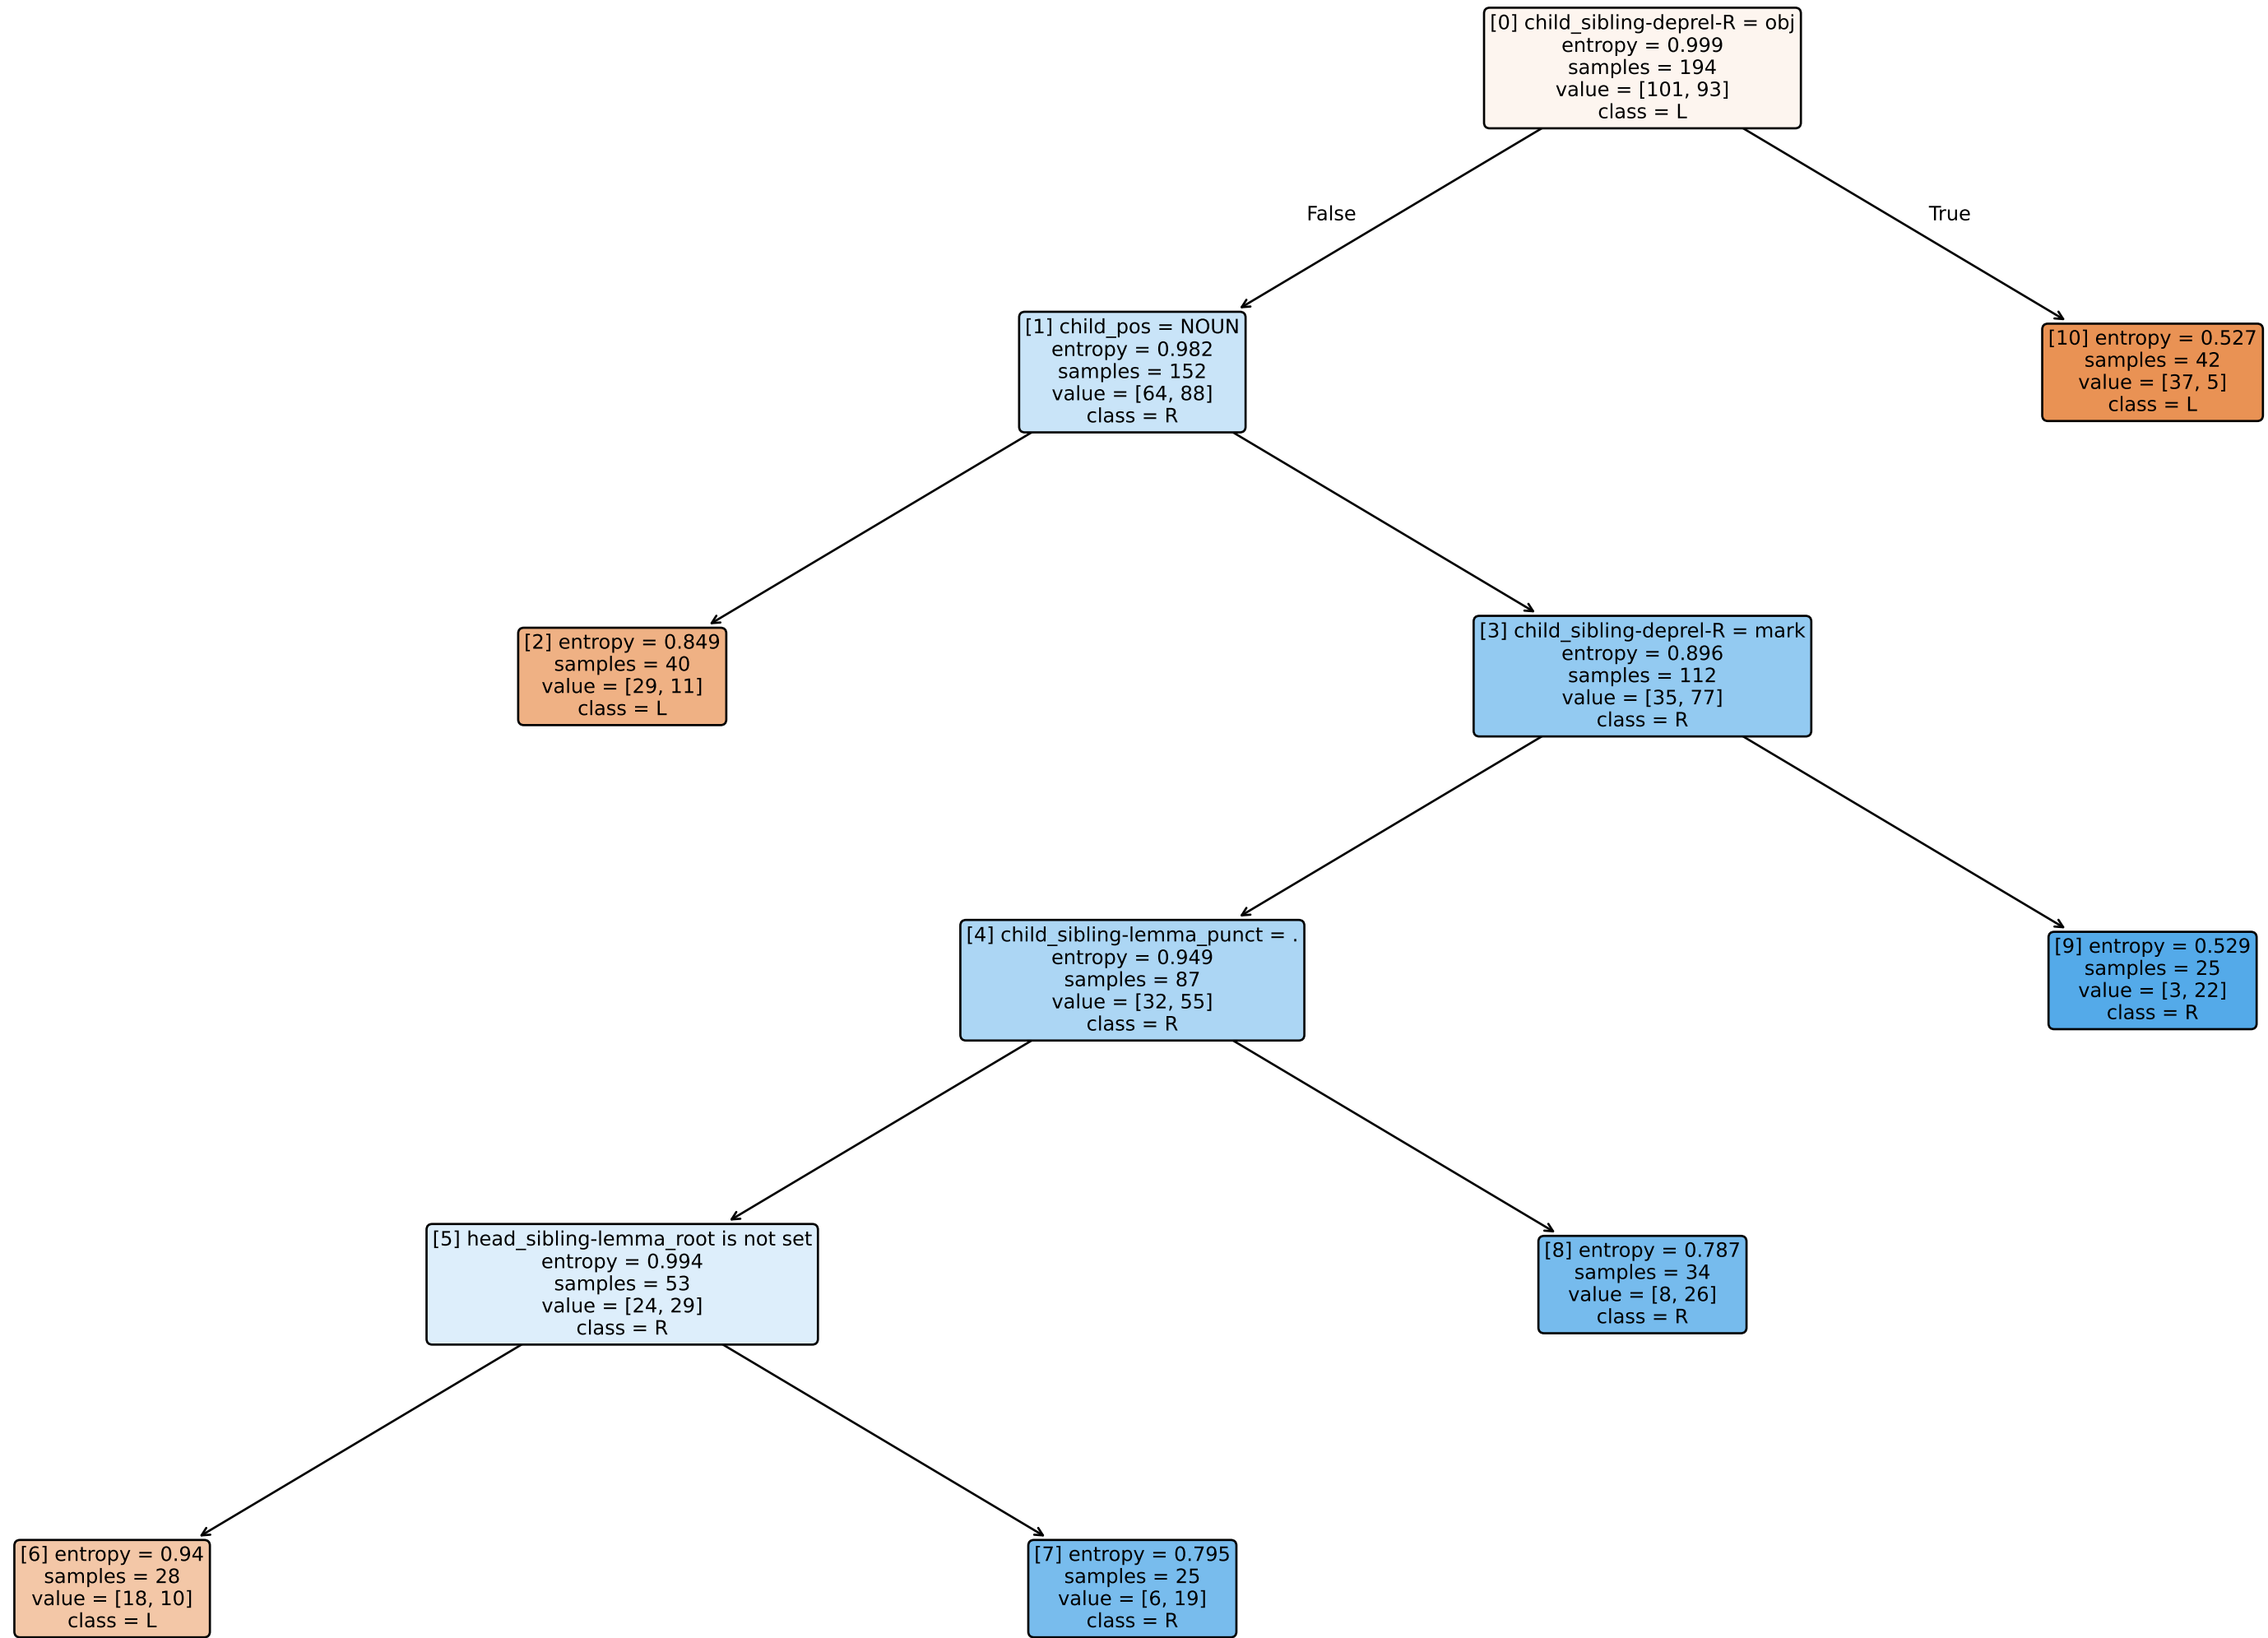 [0] child_sibling-deprel-R = obj
entropy = 0.999
samples = 194
value = [101, 93]
class = L
False
True
[1] child_pos = NOUN
entropy = 0.982
samples = 152
value = [64, 88]
class = R
[10] entropy = 0.527
samples = 42
value = [37, 5]
class = L
[2] entropy = 0.849
samples = 40
value = [29, 11]
class = L
[3] child_sibling-deprel-R = mark
entropy = 0.896
samples = 112
value = [35, 77]
class = R
[4] child_sibling-lemma_punct = .
entropy = 0.949
samples = 87
value = [32, 55]
class = R
[9] entropy = 0.529
samples = 25
value = [3, 22]
class = R
[5] head_sibling-lemma_root is not set
entropy = 0.994
samples = 53
value = [24, 29]
class = R
[8] entropy = 0.787
samples = 34
value = [8, 26]
class = R
[6] entropy = 0.94
samples = 28
value = [18, 10]
class = L
[7] entropy = 0.795
samples = 25
value = [6, 19]
class = R